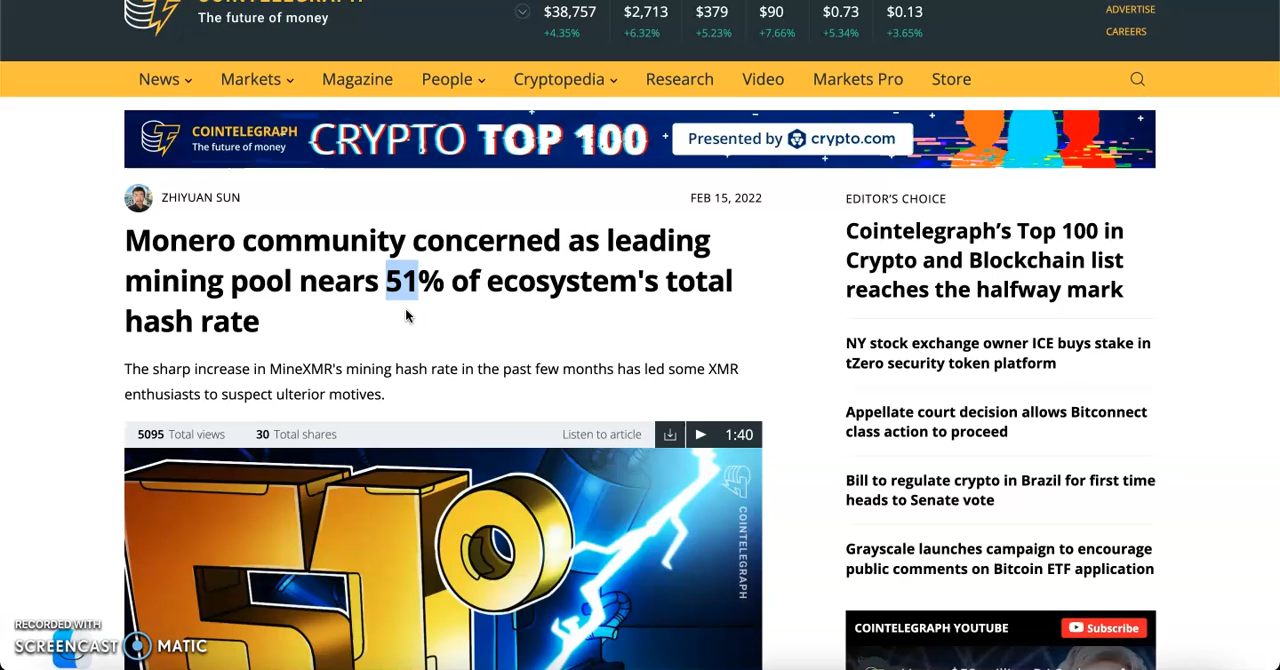 COINTELEGRAPH
The future of money
$38,757 $2,713 $379 $90 $0.73 $0.13
+4.35% +6.32% +5.23% +7.66% +5.34% +3.65%
ADVERTISE
CAREERS
News Markets Magazine People Cryptopedia Research Video Markets Pro Store
COINTELEGRAPH
The future of money
CRYPTO TOP 100
Presented by crypto.com
ZHIYUAN SUN
FEB 15, 2022
Monero community concerned as leading
mining pool nears 51% of ecosystem's total
hash rate
The sharp increase in MineXMR's mining hash rate in the past few months has led some XMR
enthusiasts to suspect ulterior motives.
5095 Total views 30 Total shares
Listen to article
1:40
51%
COINTELEGRAPH
EDITOR'S CHOICE
Cointelegraph's Top 100 in
Crypto and Blockchain list
reaches the halfway mark
NY stock exchange owner ICE buys stake in
tZero security token platform
Appellate court decision allows Bitconnect
class action to proceed
Bill to regulate crypto in Brazil for first time
heads to Senate vote
Grayscale launches campaign to encourage
public comments on Bitcoin ETF application
COINTELEGRAPH YOUTUBE
Subscribe
RECORDED WITH
SCREENCAST MATIC